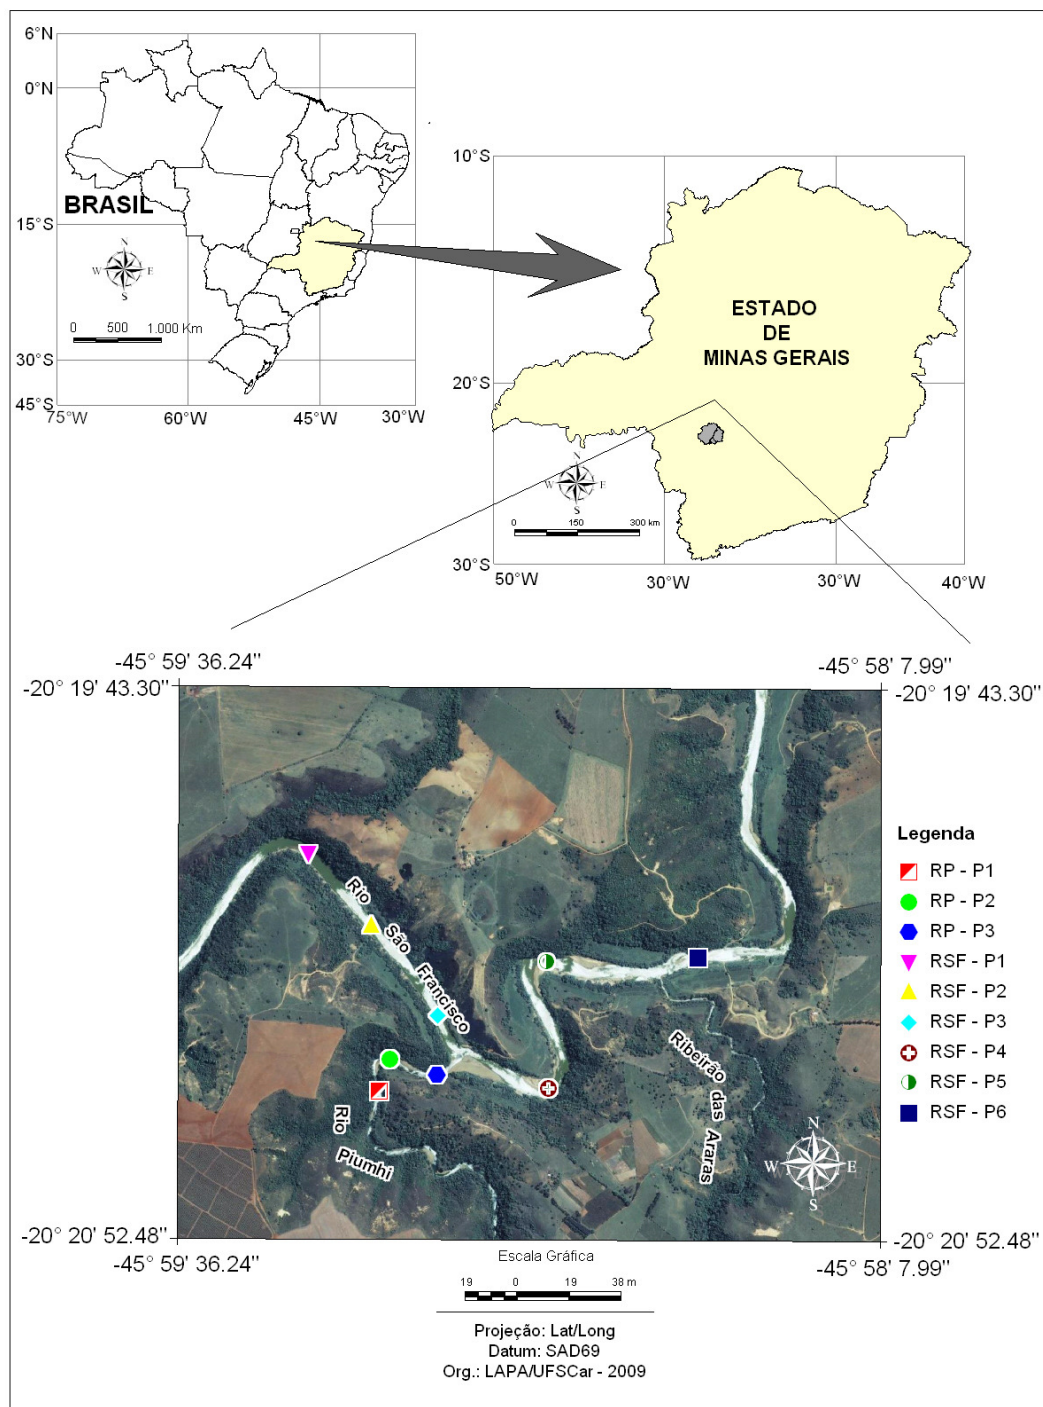 6°N
0°N
BRASIL
15°S
N
W E
S
0 500 1.000 Km
30°S
45°S
75°W 60°W 45°W 30°W
10°S
ESTADO
DE
MINAS GERAIS
20°S
N
W E
S
0 150 300 km
30°S
50°W 30°W 30°W 40°W
-45° 59' 36.24" -45° 58' 7.99"
-20° 19' 43.30" -20° 19' 43.30"
Rio São Francisco
Rio Piumhi
Ribeirão das Araras
N
W E
S
Legenda
RP - P1
RP - P2
RP - P3
RSF - P1
RSF - P2
RSF - P3
RSF - P4
RSF - P5
RSF - P6
-20° 20' 52.48" -20° 20' 52.48"
-45° 59' 36.24" -45° 58' 7.99"
Escala Gráfica
19 0 19 38 m
Projeção: Lat/Long
Datum: SAD69
Org.: LAPA/UFSCar - 2009